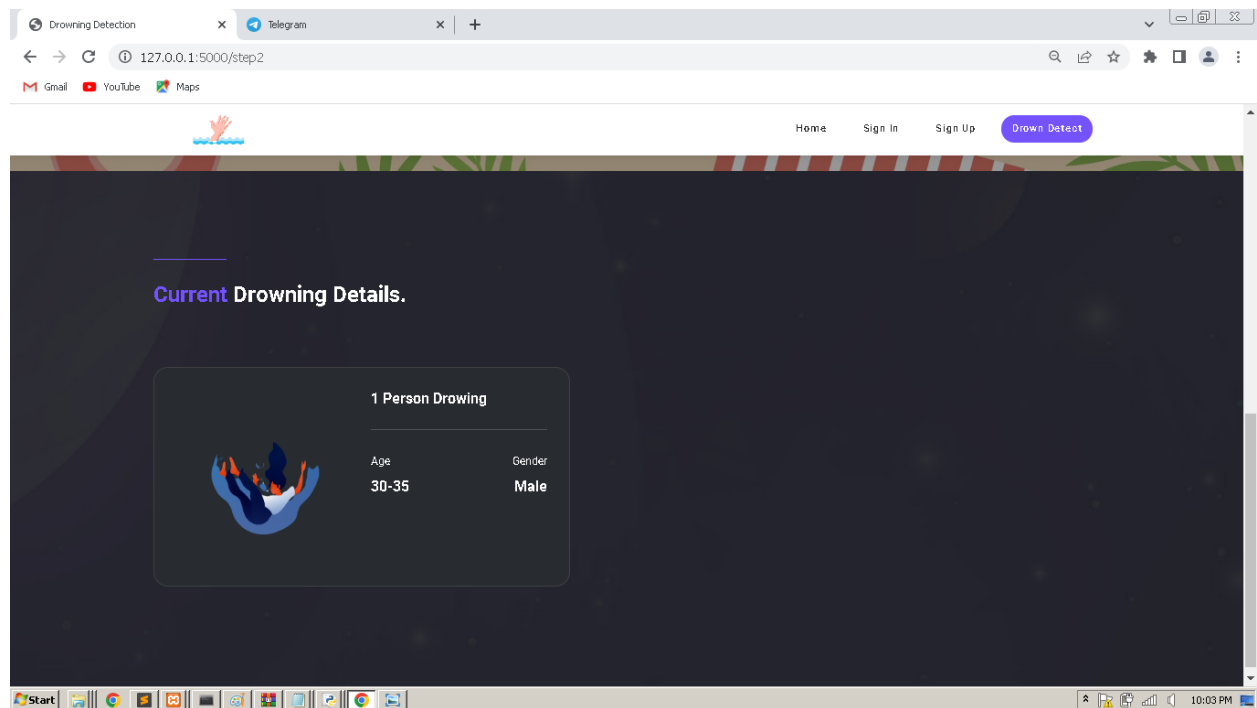 Drowning Detection
Telegram
127.0.0.1:5000/step2
Gmail YouTube Maps
Home Sign In Sign Up Drown Detect
Current Drowning Details.
1 Person Drowing
Age Gender
30-35 Male
Start 10:03 PM